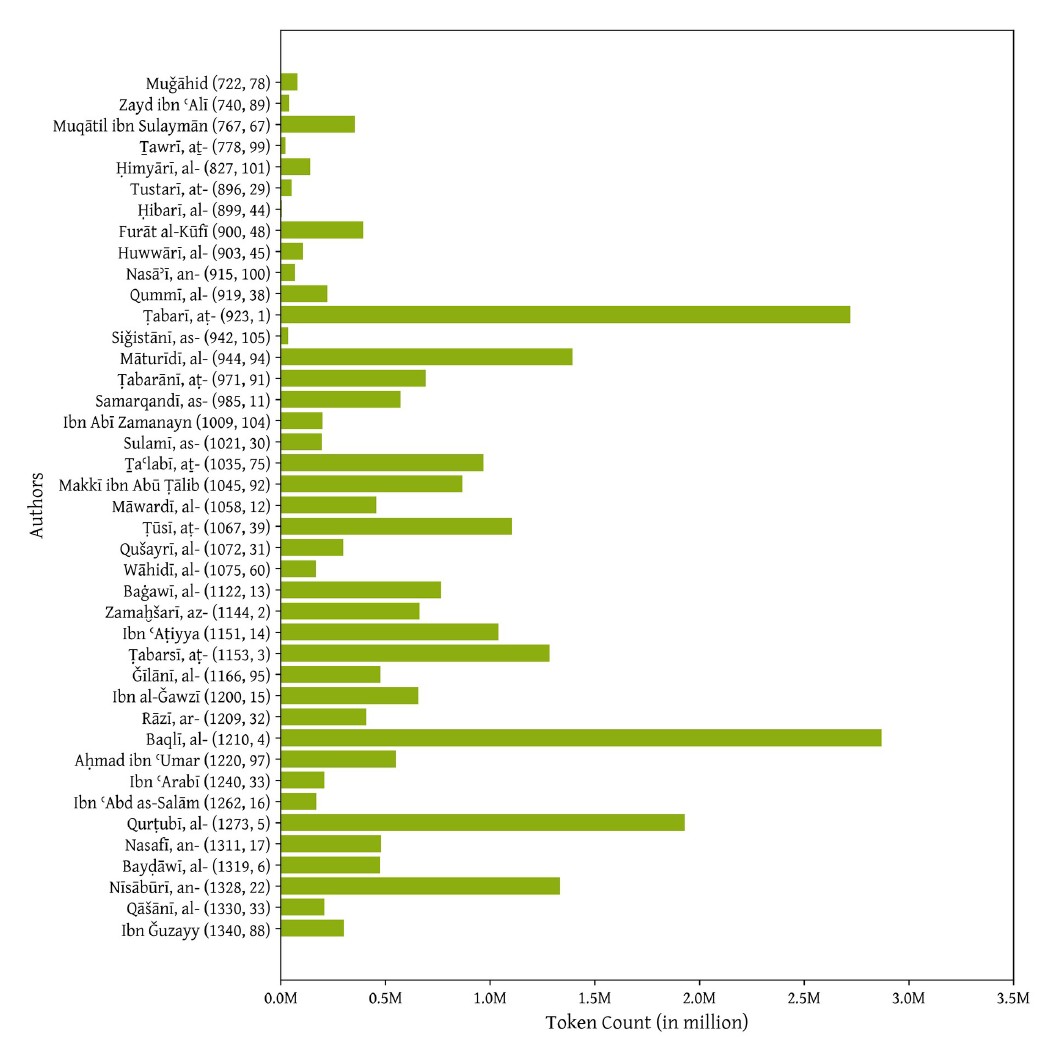 Muǧāhid (722, 78)
Zayd ibn ʿAlī (740, 89)
Muqātil ibn Sulaymān (767, 67)
Ṯawrī, aṯ- (778, 99)
Ḥimyārī, al- (827, 101)
Tustarī, at- (896, 29)
Ḥibarī, al- (899, 44)
Furāt al-Kūfī (900, 48)
Huwwārī, al- (903, 45)
Nasāʾī, an- (915, 100)
Qummī, al- (919, 38)
Ṭabarī, aṭ- (923, 1)
Siǧistānī, as- (942, 105)
Māturīdī, al- (944, 94)
Ṭabarānī, aṭ- (971, 91)
Samarqandī, as- (985, 11)
Ibn Abī Zamanayn (1009, 104)
Sulamī, as- (1021, 30)
Ṯaʿlabī, aṯ- (1035, 75)
Makkī ibn Abū Ṭālib (1045, 92)
Māwardī, al- (1058, 12)
Ṭūsī, aṭ- (1067, 39)
Qušayrī, al- (1072, 31)
Wāhidī, al- (1075, 60)
Baġawī, al- (1122, 13)
Zamaḫšarī, az- (1144, 2)
Ibn ʿAṭiyya (1151, 14)
Ṭabarsī, aṭ- (1153, 3)
Ǧīlānī, al- (1166, 95)
Ibn al-Ǧawzī (1200, 15)
Rāzī, ar- (1209, 32)
Baqlī, al- (1210, 4)
Aḥmad ibn ʿUmar (1220, 97)
Ibn ʿArabī (1240, 33)
Ibn ʿAbd as-Salām (1262, 16)
Qurṭubī, al- (1273, 5)
Nasafī, an- (1311, 17)
Bayḍāwī, al- (1319, 6)
Nīsābūrī, an- (1328, 22)
Qāšānī, al- (1330, 33)
Ibn Ǧuzayy (1340, 88)
Authors
0.0M 0.5M 1.0M 1.5M 2.0M 2.5M 3.0M 3.5M
Token Count (in million)